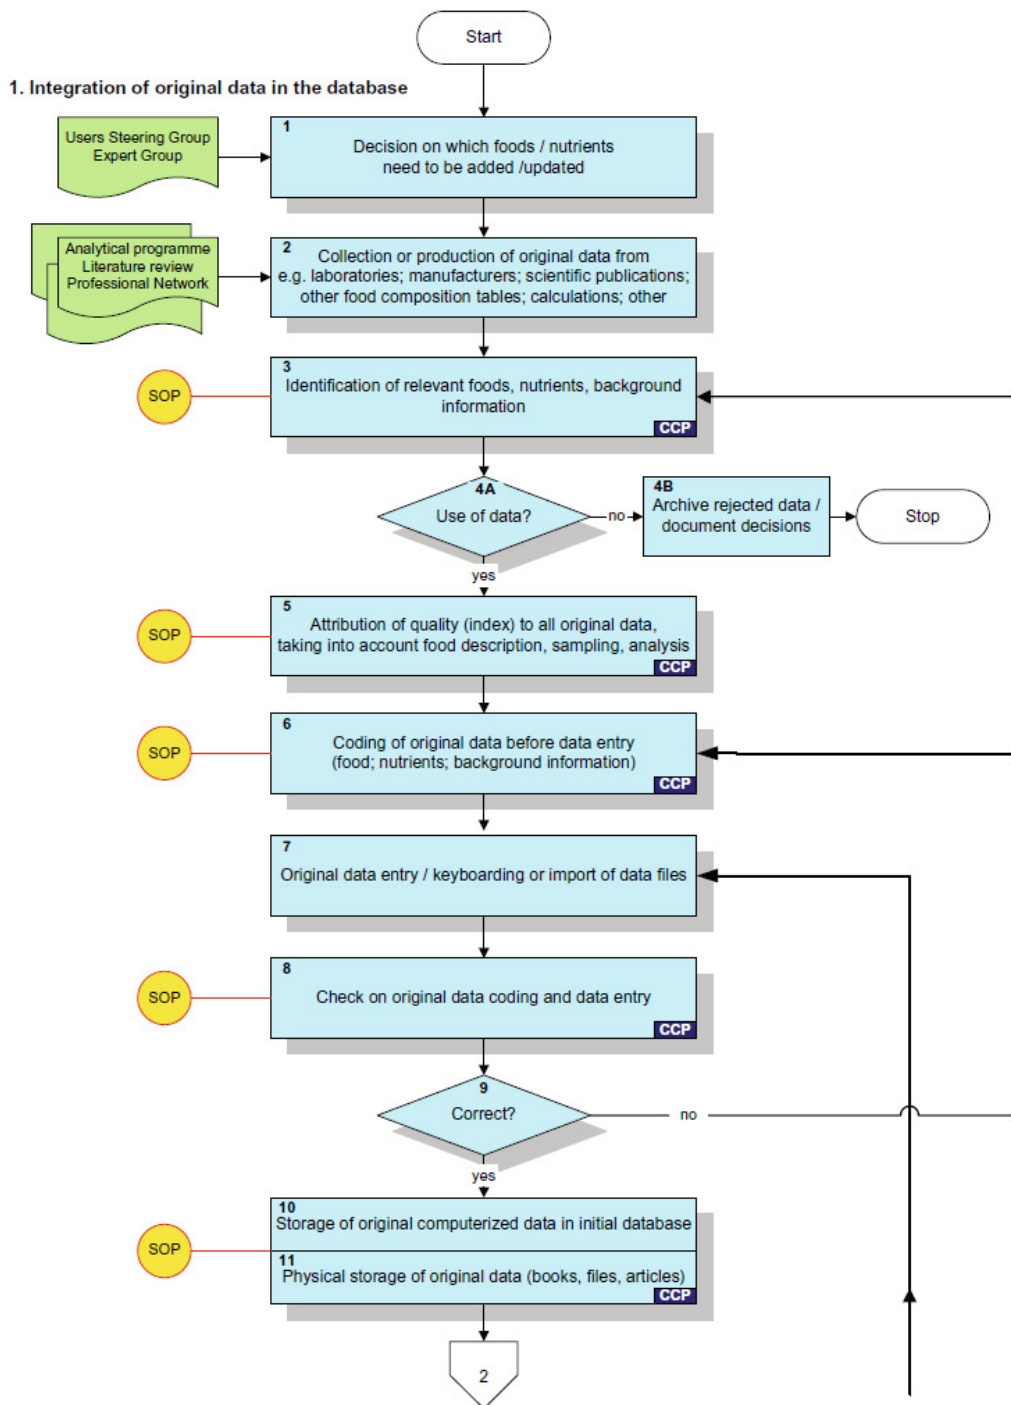 Start
1. Integration of original data in the database
Users Steering Group
Expert Group
1
Decision on which foods / nutrients
need to be added /updated
Analytical programme
Literature review
Professional Network
2
Collection or production of original data from
e.g. laboratories; manufacturers; scientific publications;
other food composition tables; calculations; other
SOP
3
Identification of relevant foods, nutrients, background
information
CCP
4A
Use of data?
no
4B
Archive rejected data /
document decisions
Stop
yes
SOP
5
Attribution of quality (index) to all original data,
taking into account food description, sampling, analysis
CCP
SOP
6
Coding of original data before data entry
(food; nutrients; background information)
CCP
7
Original data entry / keyboarding or import of data files
SOP
8
Check on original data coding and data entry
CCP
9
Correct?
no
yes
SOP
10
Storage of original computerized data in initial database
11
Physical storage of original data (books, files, articles)
CCP
2